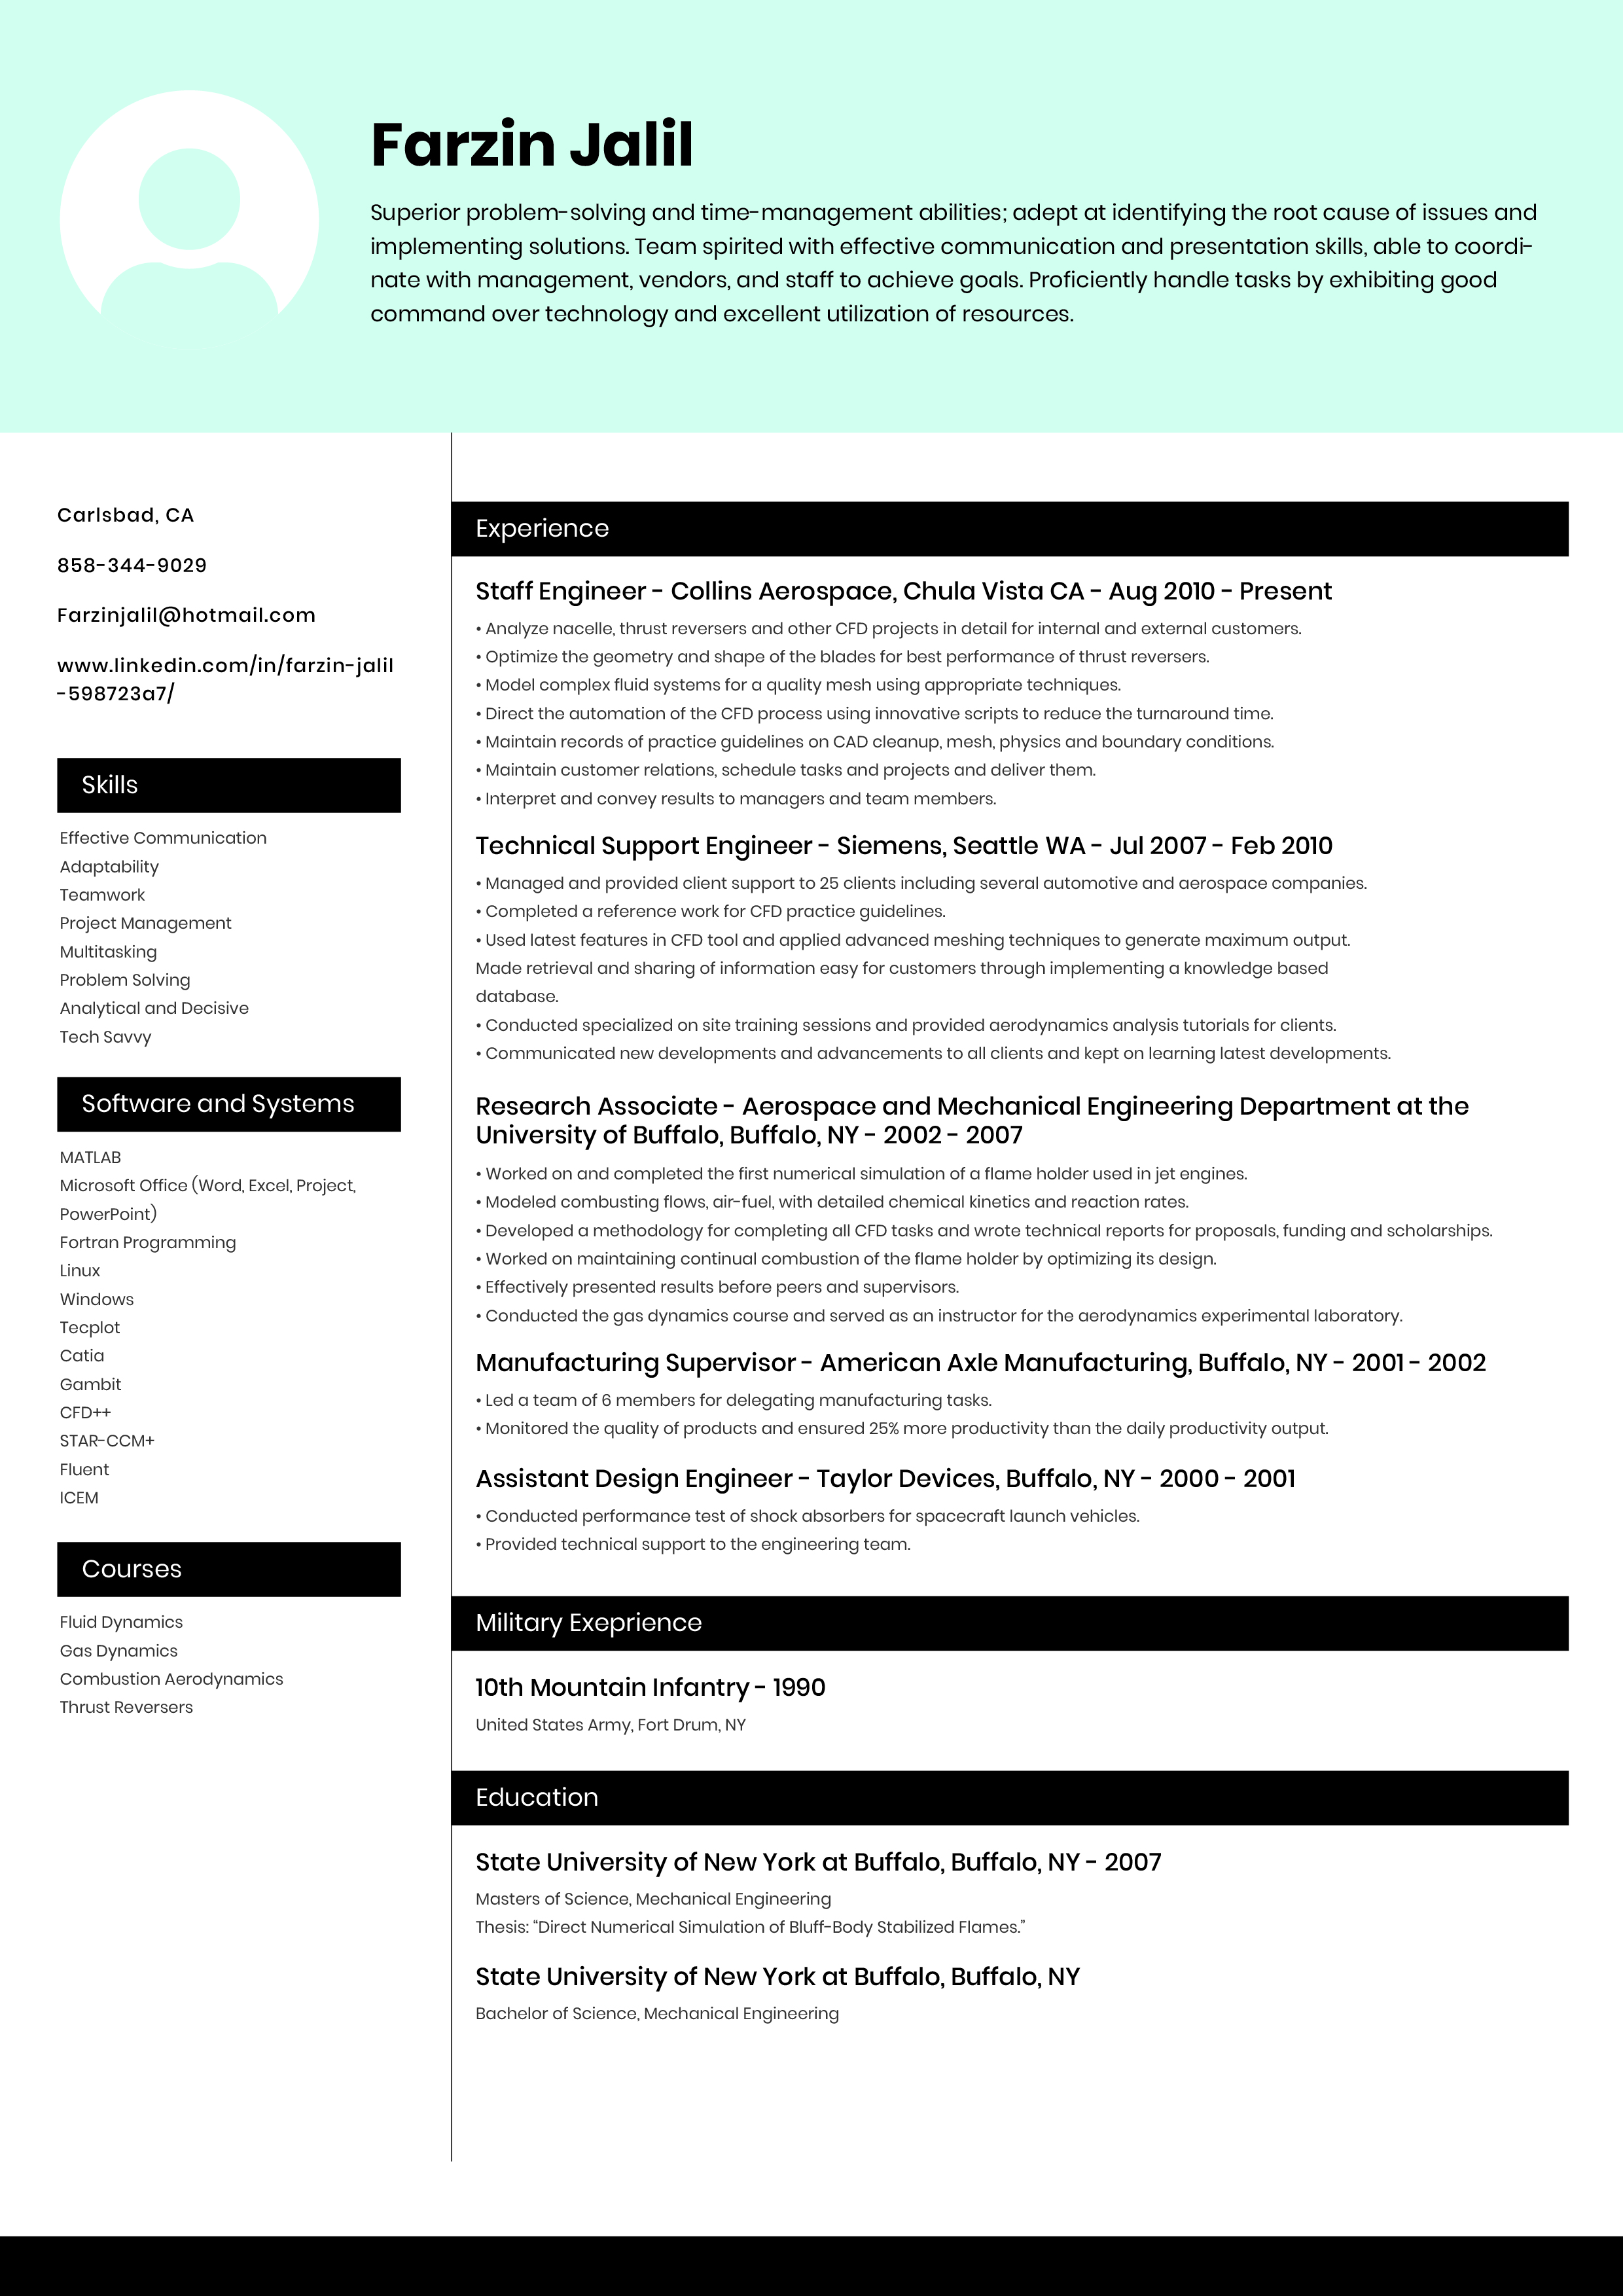 Farzin Jalil
Superior problem-solving and time-management abilities; adept at identifying the root cause of issues and
implementing solutions. Team spirited with effective communication and presentation skills, able to coordi-
nate with management, vendors, and staff to achieve goals. Proficiently handle tasks by exhibiting good
command over technology and excellent utilization of resources.
Carlsbad, CA
858-344-9029
Farzinjalil@hotmail.com
www.linkedin.com/in/farzin-jalil
-598723a7/
Skills
Effective Communication
Adaptability
Teamwork
Project Management
Multitasking
Problem Solving
Analytical and Decisive
Tech Savvy
Software and Systems
MATLAB
Microsoft Office (Word, Excel, Project,
PowerPoint)
Fortran Programming
Linux
Windows
Tecplot
Catia
Gambit
CFD++
STAR-CCM+
Fluent
ICEM
Courses
Fluid Dynamics
Gas Dynamics
Combustion Aerodynamics
Thrust Reversers
Experience
Staff Engineer - Collins Aerospace, Chula Vista CA - Aug 2010 - Present
• Analyze nacelle, thrust reversers and other CFD projects in detail for internal and external customers.
• Optimize the geometry and shape of the blades for best performance of thrust reversers.
• Model complex fluid systems for a quality mesh using appropriate techniques.
• Direct the automation of the CFD process using innovative scripts to reduce the turnaround time.
• Maintain records of practice guidelines on CAD cleanup, mesh, physics and boundary conditions.
• Maintain customer relations, schedule tasks and projects and deliver them.
• Interpret and convey results to managers and team members.
Technical Support Engineer - Siemens, Seattle WA - Jul 2007 - Feb 2010
• Managed and provided client support to 25 clients including several automotive and aerospace companies.
• Completed a reference work for CFD practice guidelines.
• Used latest features in CFD tool and applied advanced meshing techniques to generate maximum output.
Made retrieval and sharing of information easy for customers through implementing a knowledge based
database.
• Conducted specialized on site training sessions and provided aerodynamics analysis tutorials for clients.
• Communicated new developments and advancements to all clients and kept on learning latest developments.
Research Associate - Aerospace and Mechanical Engineering Department at the
University of Buffalo, Buffalo, NY - 2002 - 2007
• Worked on and completed the first numerical simulation of a flame holder used in jet engines.
• Modeled combusting flows, air-fuel, with detailed chemical kinetics and reaction rates.
• Developed a methodology for completing all CFD tasks and wrote technical reports for proposals, funding and scholarships.
• Worked on maintaining continual combustion of the flame holder by optimizing its design.
• Effectively presented results before peers and supervisors.
• Conducted the gas dynamics course and served as an instructor for the aerodynamics experimental laboratory.
Manufacturing Supervisor - American Axle Manufacturing, Buffalo, NY - 2001 - 2002
• Led a team of 6 members for delegating manufacturing tasks.
• Monitored the quality of products and ensured 25% more productivity than the daily productivity output.
Assistant Design Engineer - Taylor Devices, Buffalo, NY - 2000 - 2001
• Conducted performance test of shock absorbers for spacecraft launch vehicles.
• Provided technical support to the engineering team.
Military Exeprience
10th Mountain Infantry - 1990
United States Army, Fort Drum, NY
Education
State University of New York at Buffalo, Buffalo, NY - 2007
Masters of Science, Mechanical Engineering
Thesis: “Direct Numerical Simulation of Bluff-Body Stabilized Flames.”
State University of New York at Buffalo, Buffalo, NY
Bachelor of Science, Mechanical Engineering